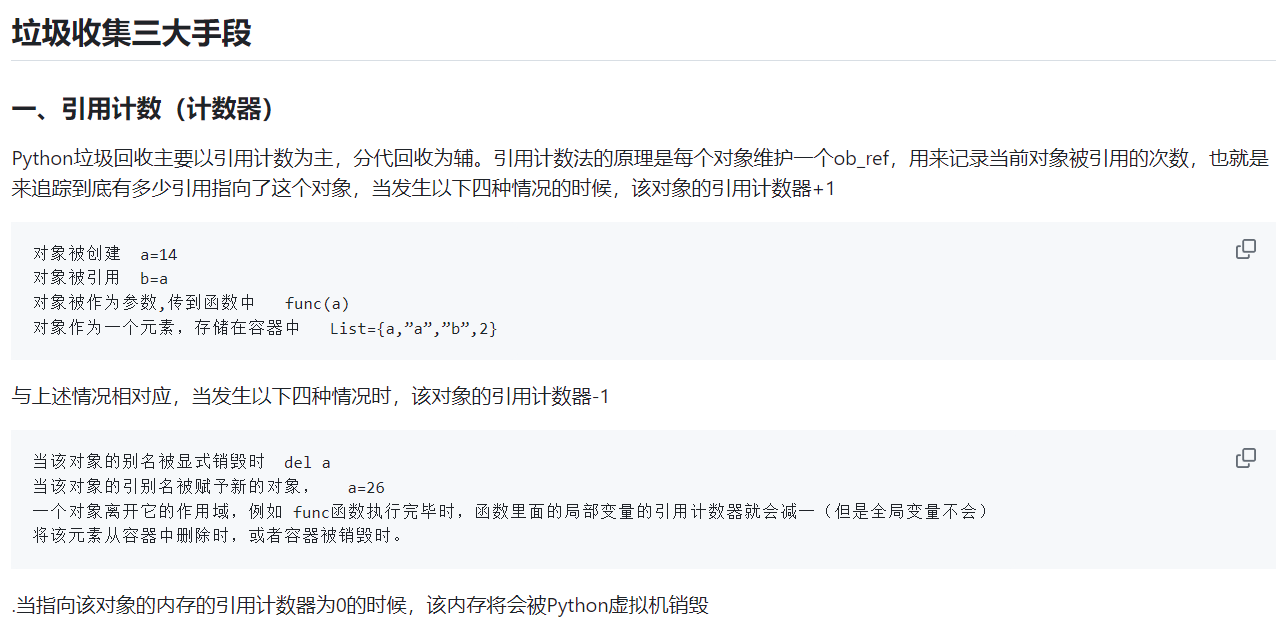 垃圾收集三大手段
一、引用计数（计数器）
Python垃圾回收主要以引用计数为主，分代回收为辅。引用计数法的原理是每个对象维护一个ob_ref，用来记录当前对象被引用的次数，也就是
来追踪到底有多少引用指向了这个对象，当发生以下四种情况的时候，该对象的引用计数器+1
对象被创建  a=14
对象被引用  b=a
对象被作为参数,传到函数中   func(a)
对象作为一个元素，存储在容器中   List={a,”a”,”b”,2}
与上述情况相对应，当发生以下四种情况时，该对象的引用计数器-1
当该对象的别名被显式销毁时  del a
当该对象的引别名被赋予新的对象，   a=26
一个对象离开它的作用域，例如 func函数执行完毕时，函数里面的局部变量的引用计数器就会减一（但是全局变量不会）
将该元素从容器中删除时，或者容器被销毁时。
.当指向该对象的内存的引用计数器为0的时候，该内存将会被Python虚拟机销毁